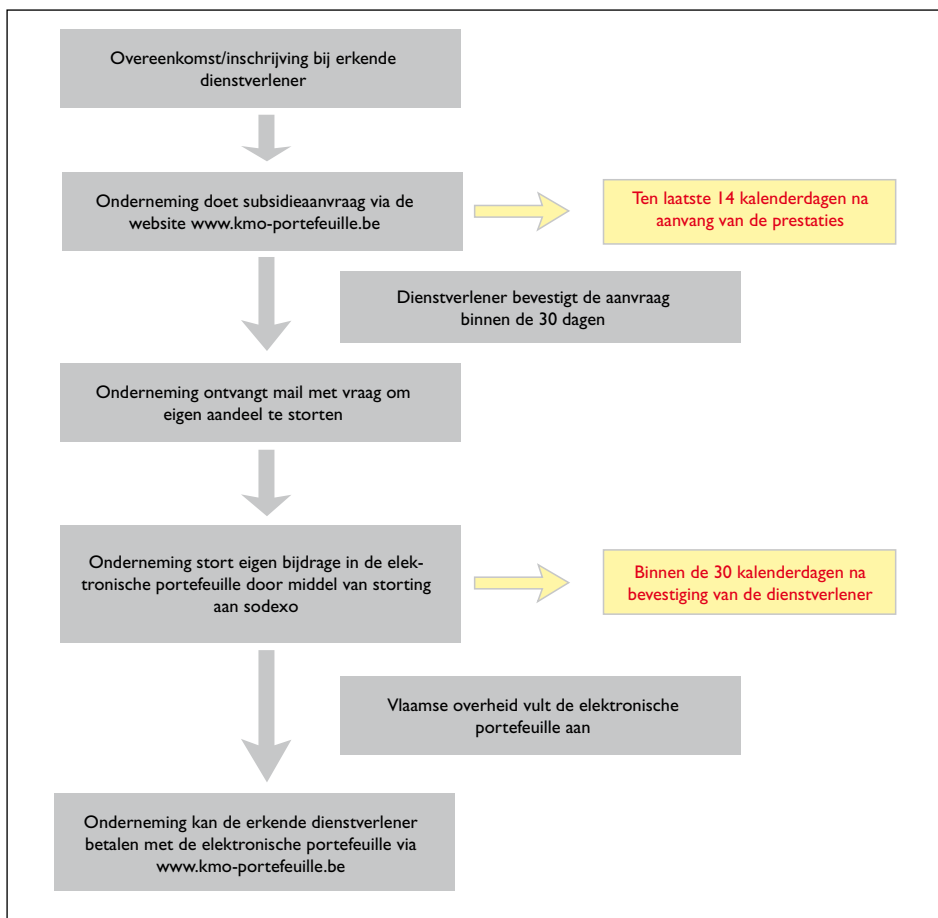 Overeenkomst/inschrijving bij erkende
dienstverlener
Onderneming doet subsidieaanvraag via de
website www.kmo-portefeuille.be
Ten laatste 14 kalenderdagen na
aanvang van de prestaties
Dienstverlener bevestigt de aanvraag
binnen de 30 dagen
Onderneming ontvangt mail met vraag om
eigen aandeel te storten
Onderneming stort eigen bijdrage in de elek-
tronische portefeuille door middel van storting
aan sodexo
Binnen de 30 kalenderdagen na
bevestiging van de dienstverlener
Vlaamse overheid vult de elektronische
portefeuille aan
Onderneming kan de erkende dienstverlener
betalen met de elektronische portefeuille via
www.kmo-portefeuille.be